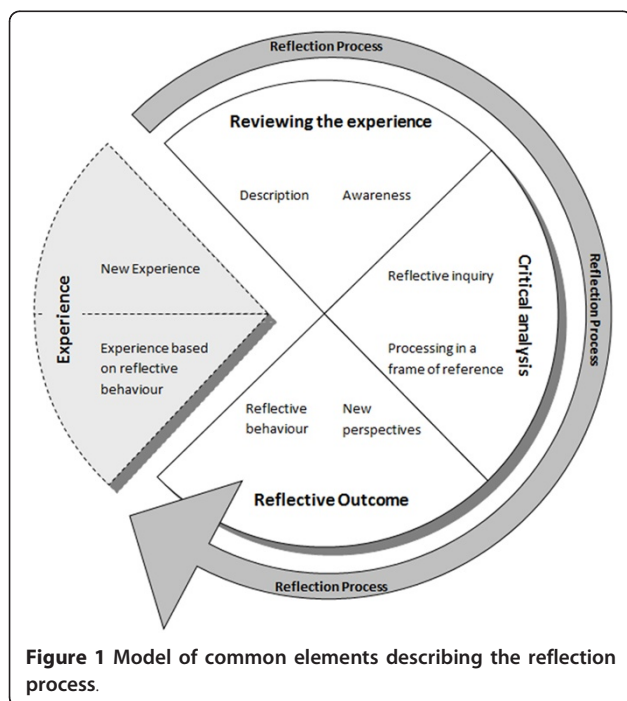 Reflection Process
Reviewing the experience
Description
Awareness
Reflection Process
Critical analysis
Reflective inquiry
Processing in a
frame of reference
New
perspectives
Reflective
behaviour
Reflective Outcome
Reflection Process
Experience
New Experience
Experience based
on reflective
behaviour
Figure 1 Model of common elements describing the reflection
process.